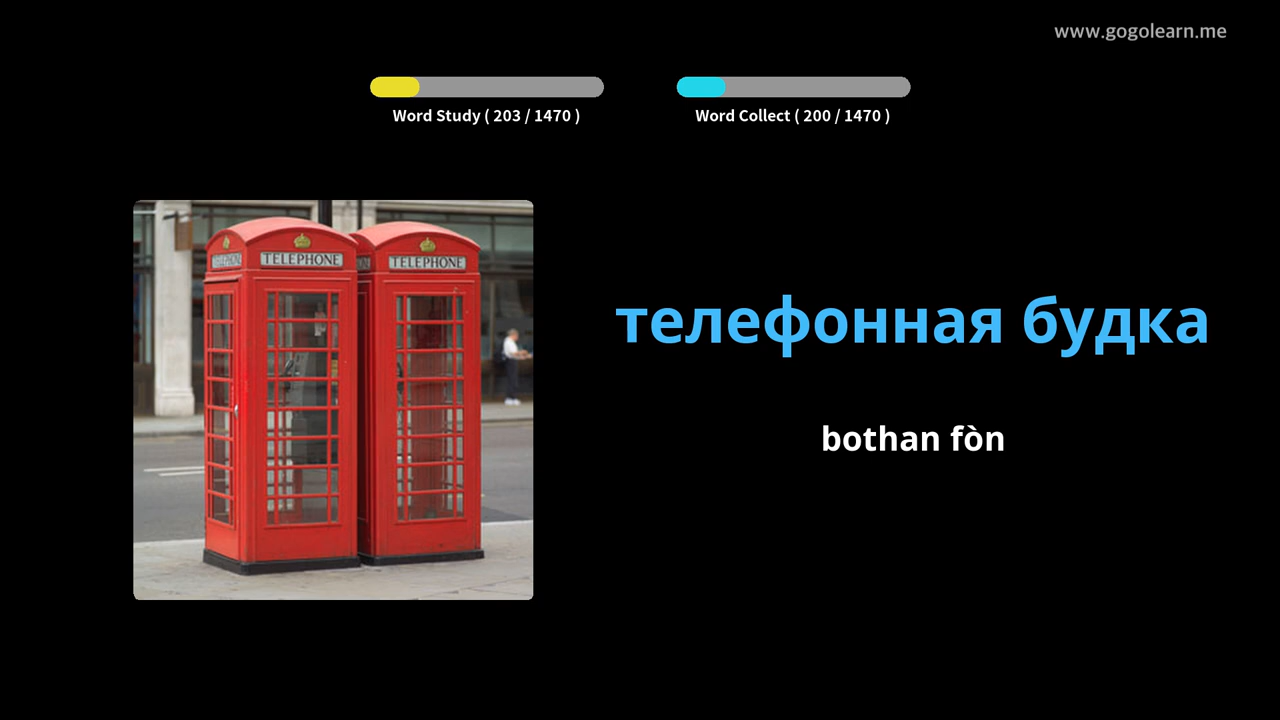 www.gogolearn.me
Word Study ( 203 / 1470 )
Word Collect ( 200 / 1470 )
TELEPHONE
TELEPHONE
телефонная будка
bothan fòn